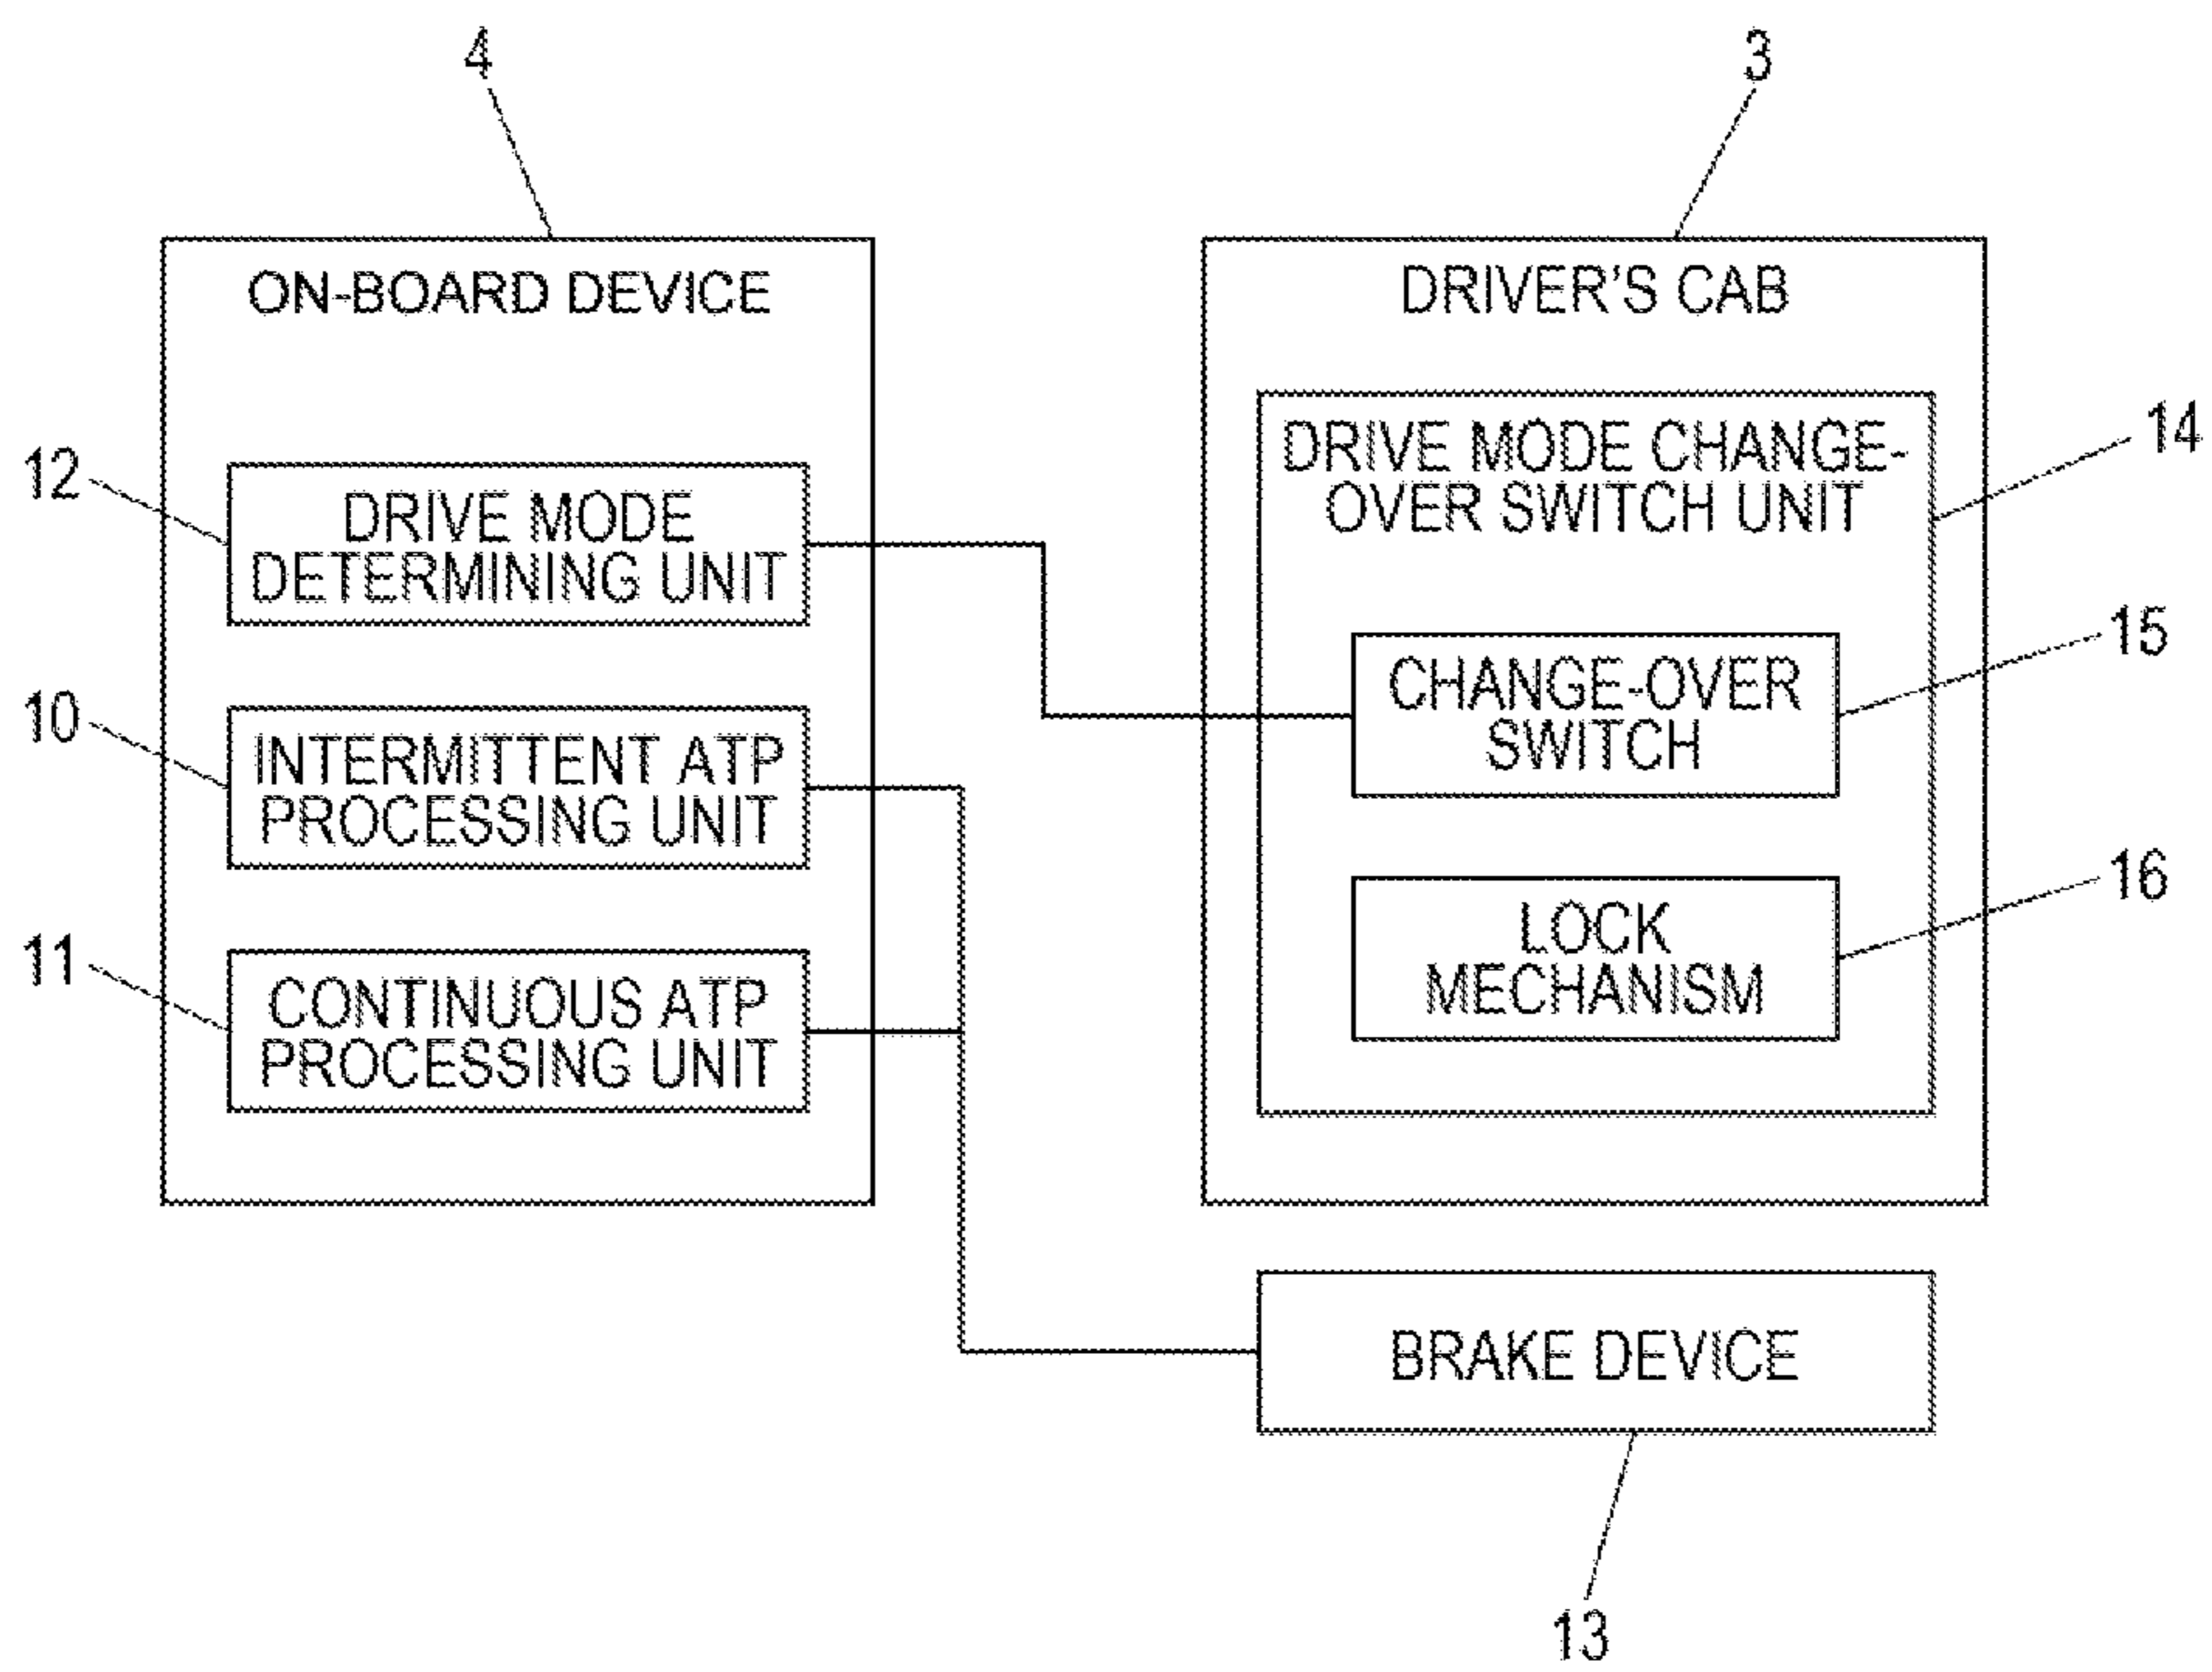 4
3
ON-BOARD DEVICE
DRIVER'S CAB
12
DRIVE MODE
DETERMINING UNIT
DRIVE MODE CHANGE-
OVER SWITCH UNIT
14
10
INTERMITTENT ATP
PROCESSING UNIT
CHANGE-OVER
SWITCH
15
11
CONTINUOUS ATP
PROCESSING UNIT
LOCK
MECHANISM
16
BRAKE DEVICE
13